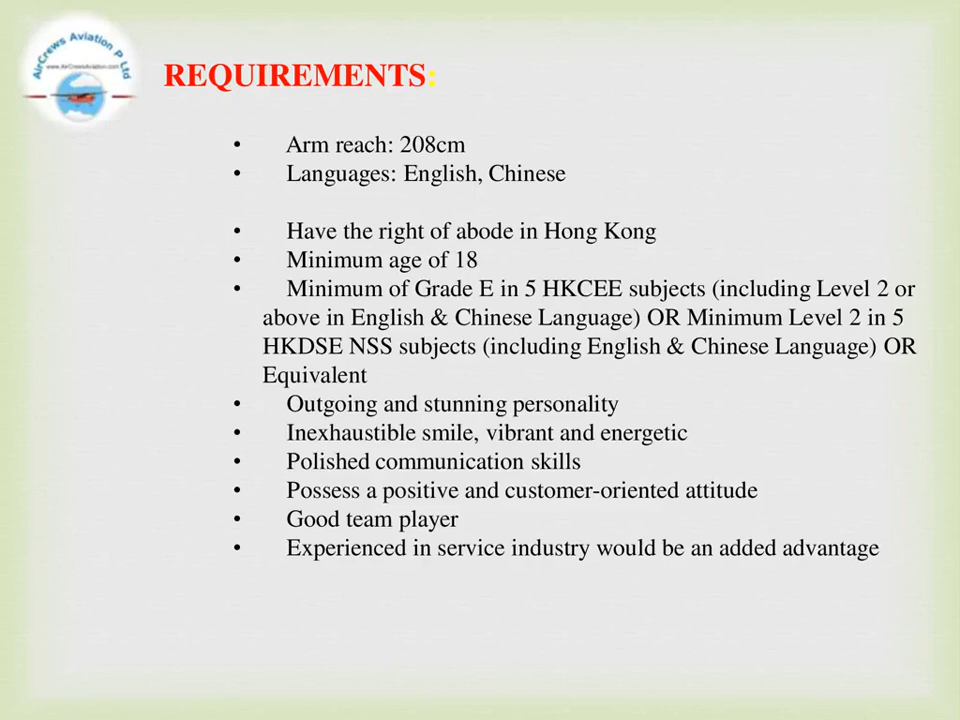 AirCrews Aviation P Ltd
www.AirCrewsAviation.com
REQUIREMENTS:
• Arm reach: 208cm
• Languages: English, Chinese
• Have the right of abode in Hong Kong
• Minimum age of 18
• Minimum of Grade E in 5 HKCEE subjects (including Level 2 or
above in English & Chinese Language) OR Minimum Level 2 in 5
HKDSE NSS subjects (including English & Chinese Language) OR
Equivalent
• Outgoing and stunning personality
• Inexhaustible smile, vibrant and energetic
• Polished communication skills
• Possess a positive and customer-oriented attitude
• Good team player
• Experienced in service industry would be an added advantage